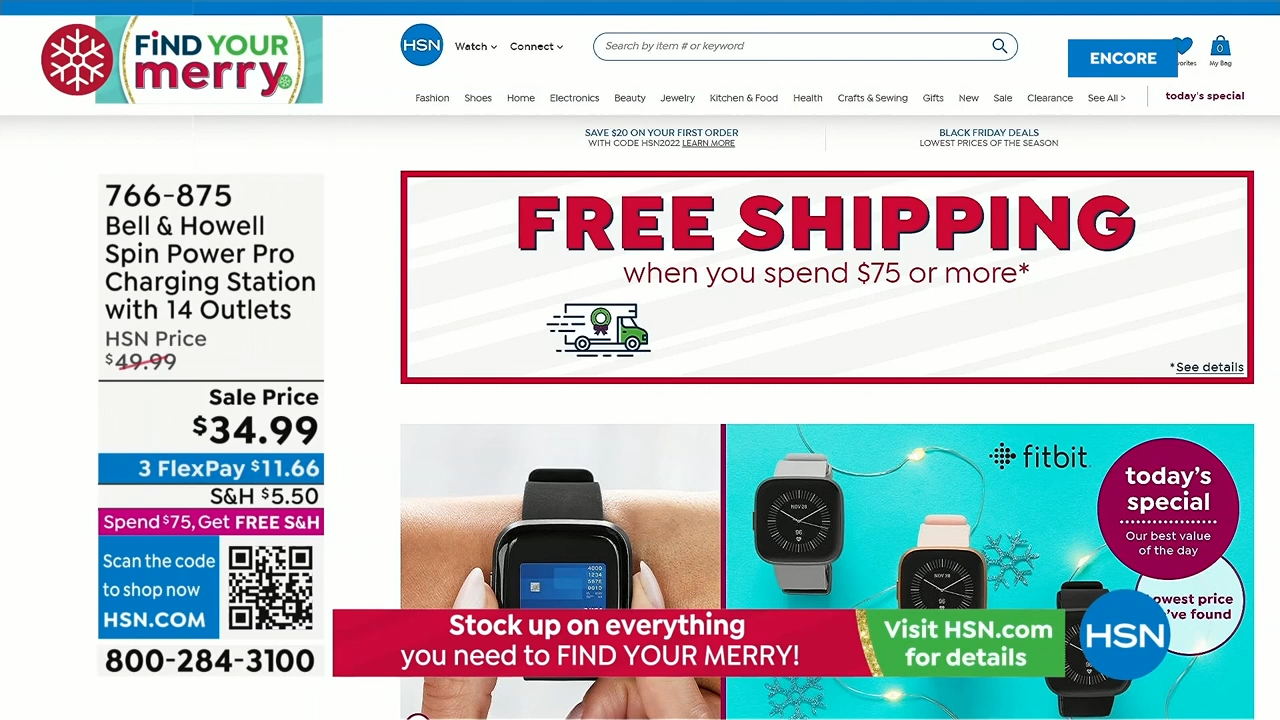 FIND YOUR
merry
HSN
Watch
Connect
Search by item # or keyword
ENCORE
0
My Bag
Fashion
Shoes
Home
Electronics
Beauty
Jewelry
Kitchen & Food
Health
Crafts & Sewing
Gifts
New
Sale
Clearance
See All >
today's special
SAVE $20 ON YOUR FIRST ORDER
WITH CODE HSN2022 LEARN MORE
BLACK FRIDAY DEALS
LOWEST PRICES OF THE SEASON
766-875
Bell & Howell
Spin Power Pro
Charging Station
with 14 Outlets
HSN Price
$49.99
Sale Price
$34.99
3 FlexPay $11.66
S&H $5.50
Spend $75, Get FREE S&H
Scan the code
to shop now
HSN.COM
800-284-3100
FREE SHIPPING
when you spend $75 or more*
*See details
fitbit
today's
special
Our best value
of the day
NOV 28
NOV 28
Stock up on everything
you need to FIND YOUR MERRY!
Visit HSN.com
for details
HSN